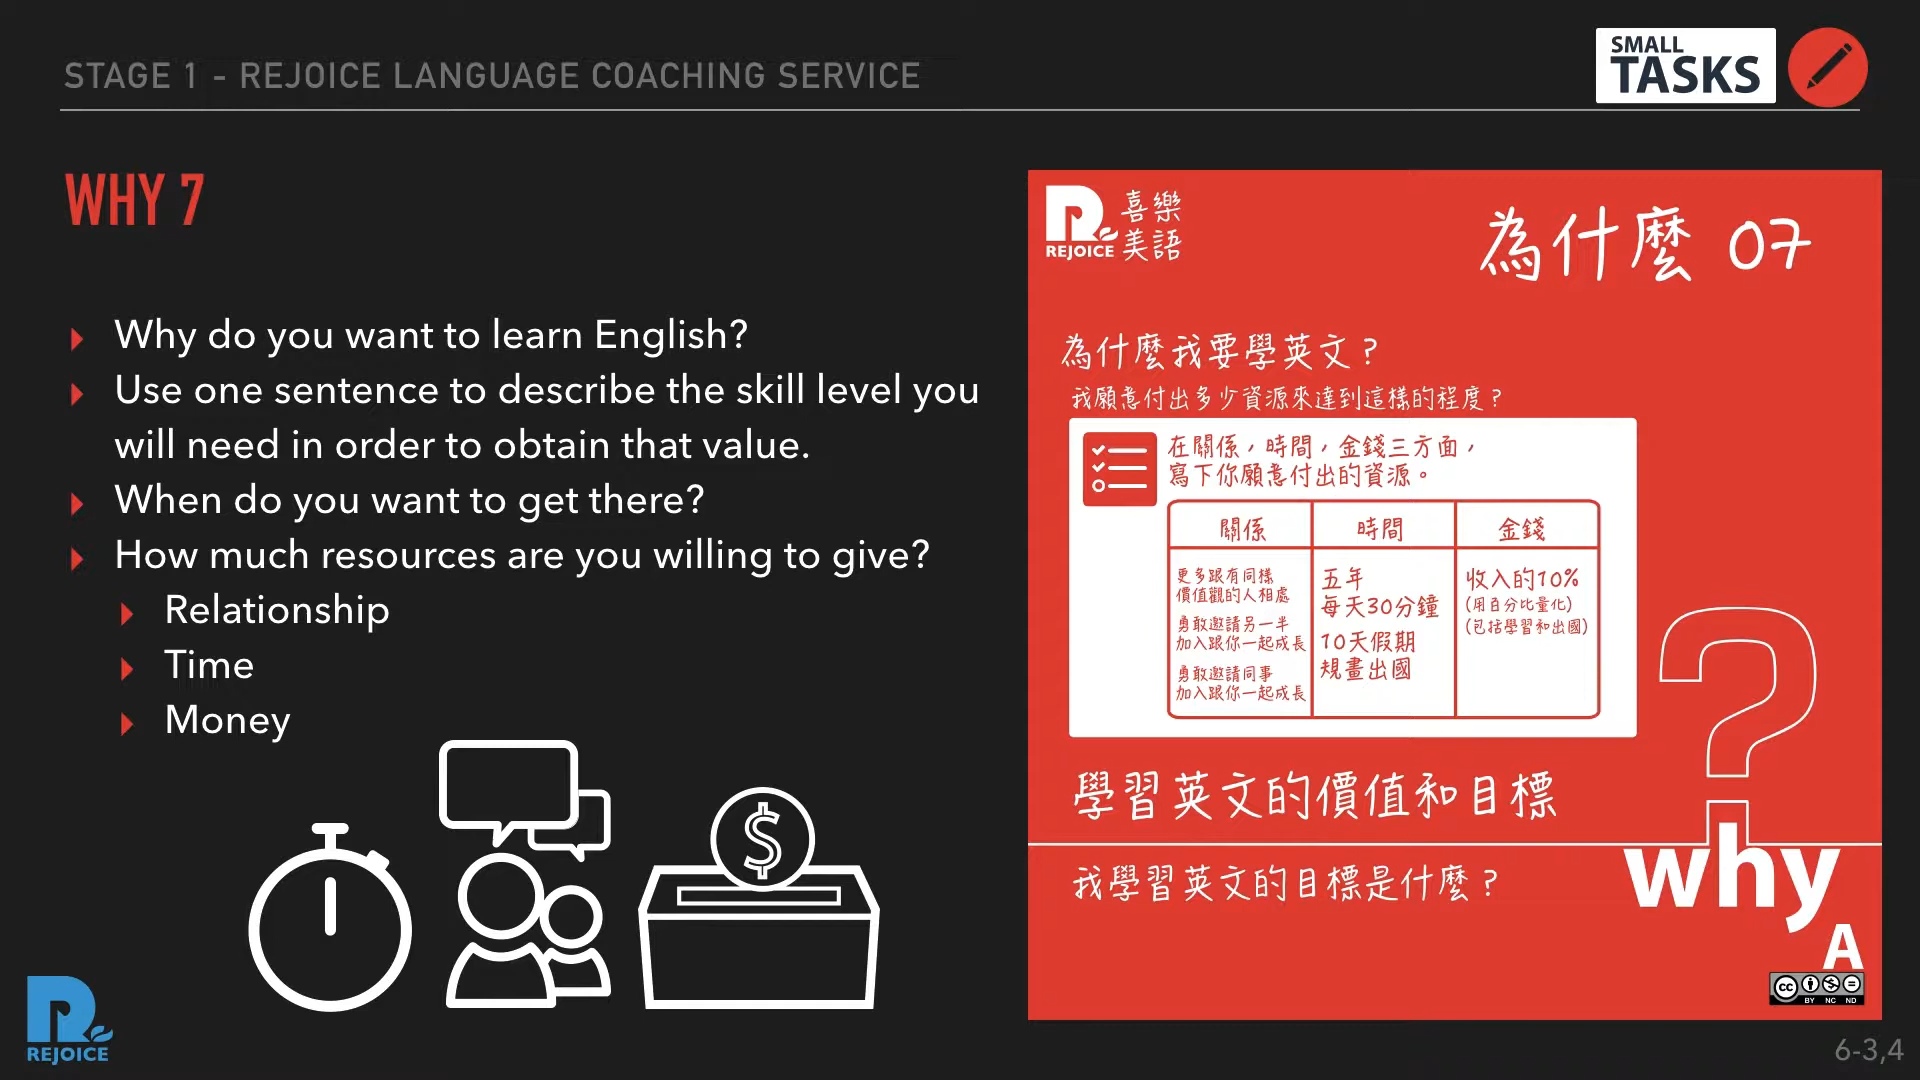 STAGE 1 - REJOICE LANGUAGE COACHING SERVICE
SMALL
TASKS
WHY 7
Why do you want to learn English?
Use one sentence to describe the skill level you
will need in order to obtain that value.
When do you want to get there?
How much resources are you willing to give?
Relationship
Time
Money
REJOICE
喜樂
美語
REJOICE
為什麼 07
為什麼我要學英文？
我願意付出多少資源來達到這樣的程度？
在關係，時間，金錢三方面，
寫下你願意付出的資源。
關係
時間
金錢
更多跟有同樣
價值觀的人相處
勇敢邀請另一半
加入跟你一起成長
勇敢邀請同事
加入跟你一起成長
五年
每天30分鐘
10天假期
規畫出國
收入的10%
(用百分比量化)
(包括學習和出國)
學習英文的價值和目標
我學習英文的目標是什麼？
?
why
A
cc
BY NC ND
6-3,4